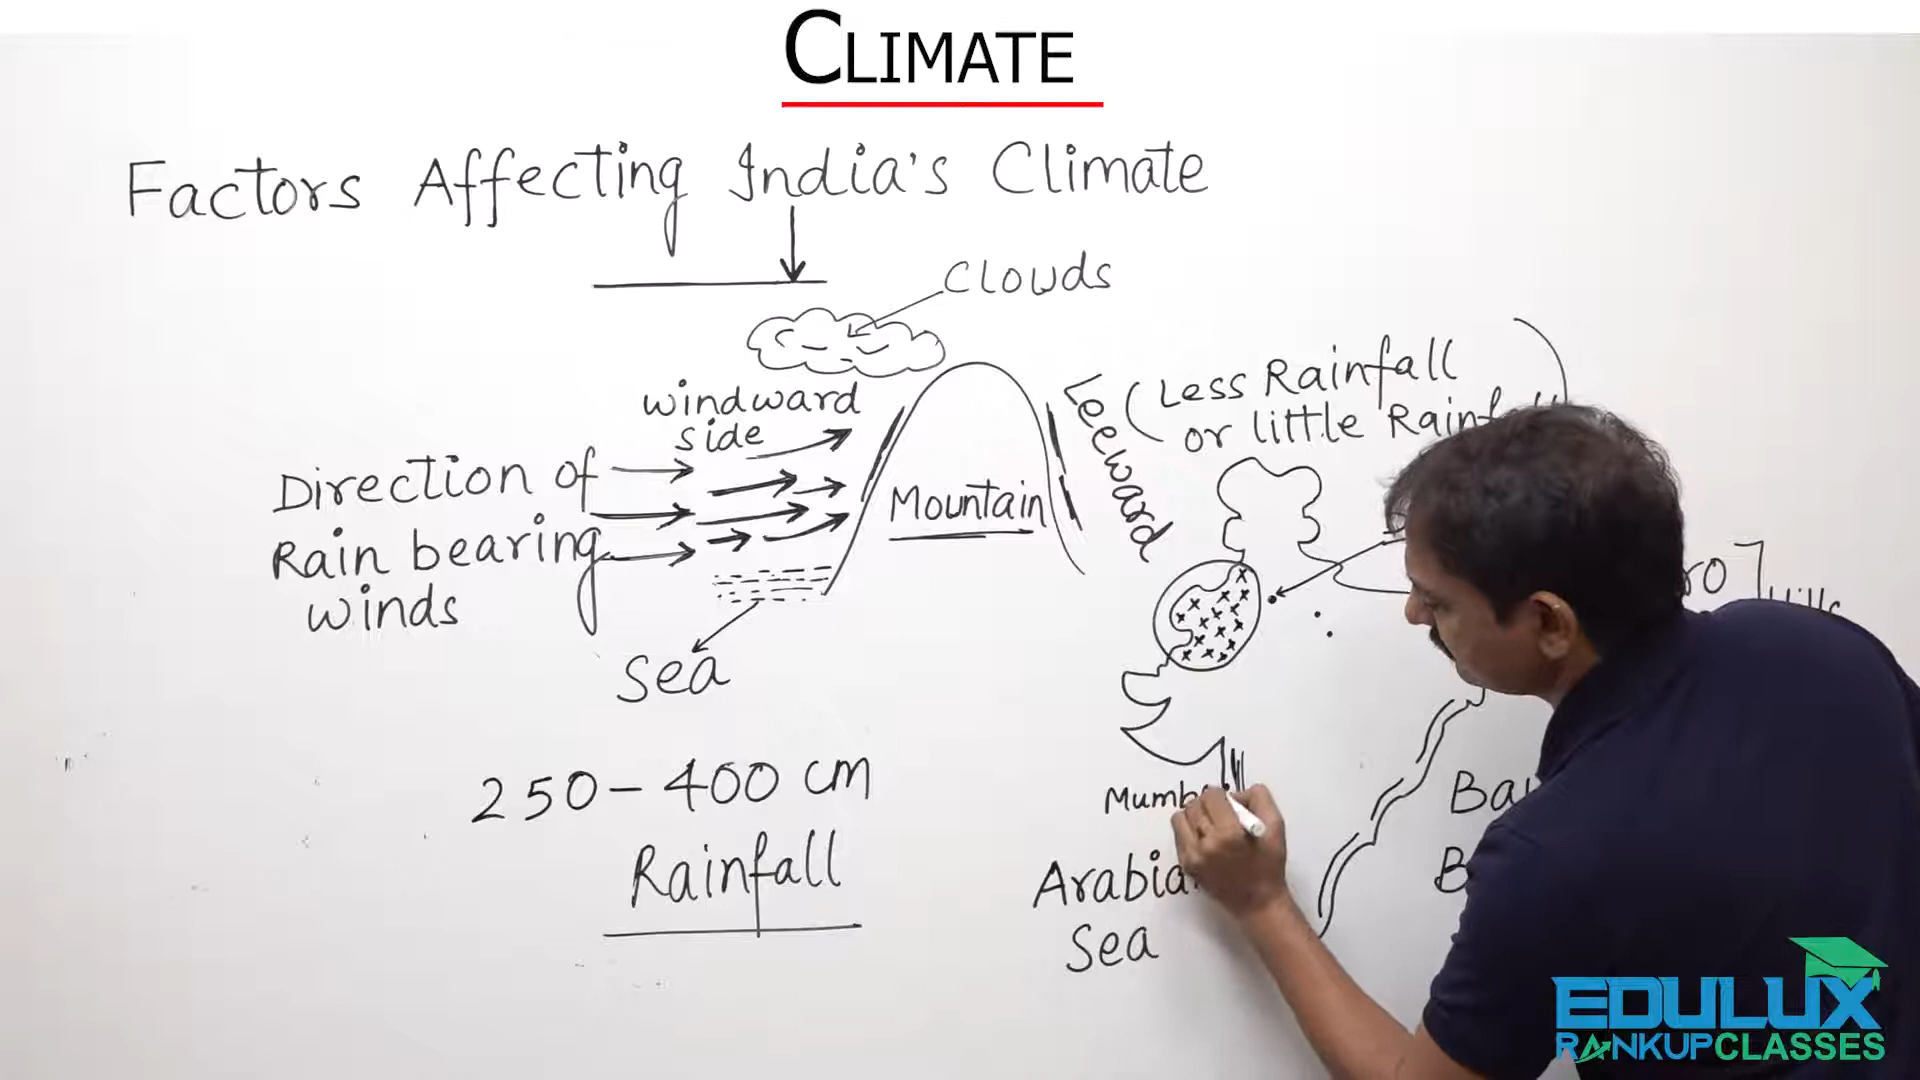 CLIMATE
Factors Affecting India's Climate
Clouds
windward
side
Direction of
Rain bearing
winds
Sea
Mountain
Leeward
(Less Rainfall
or little
250-400 cm
Rainfall
Arabian
Sea
EDULUX
RANKUPCLASSES